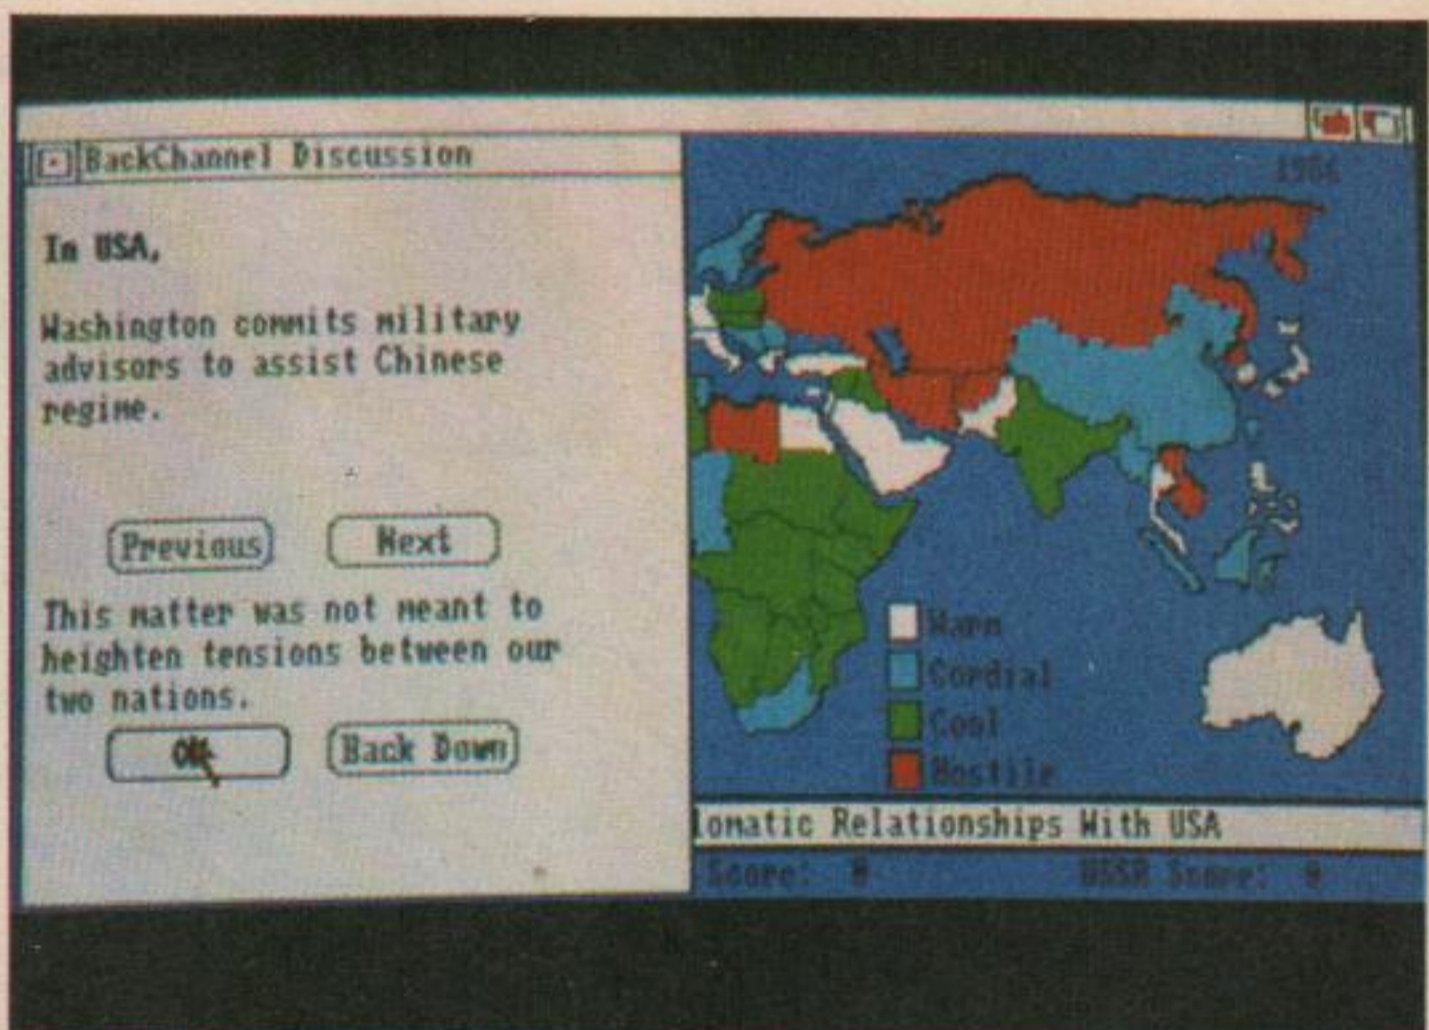 BackChannel Discussion
In USA,
Washington commits military
advisors to assist Chinese
regime.
Previous
Next
This matter was not meant to
heighten tensions between our
two nations.
OK
Back Down
1986
Warm
Cordial
Cool
Hostile
lomatic Relationships With USA
Score: 0
USSR Score: 0